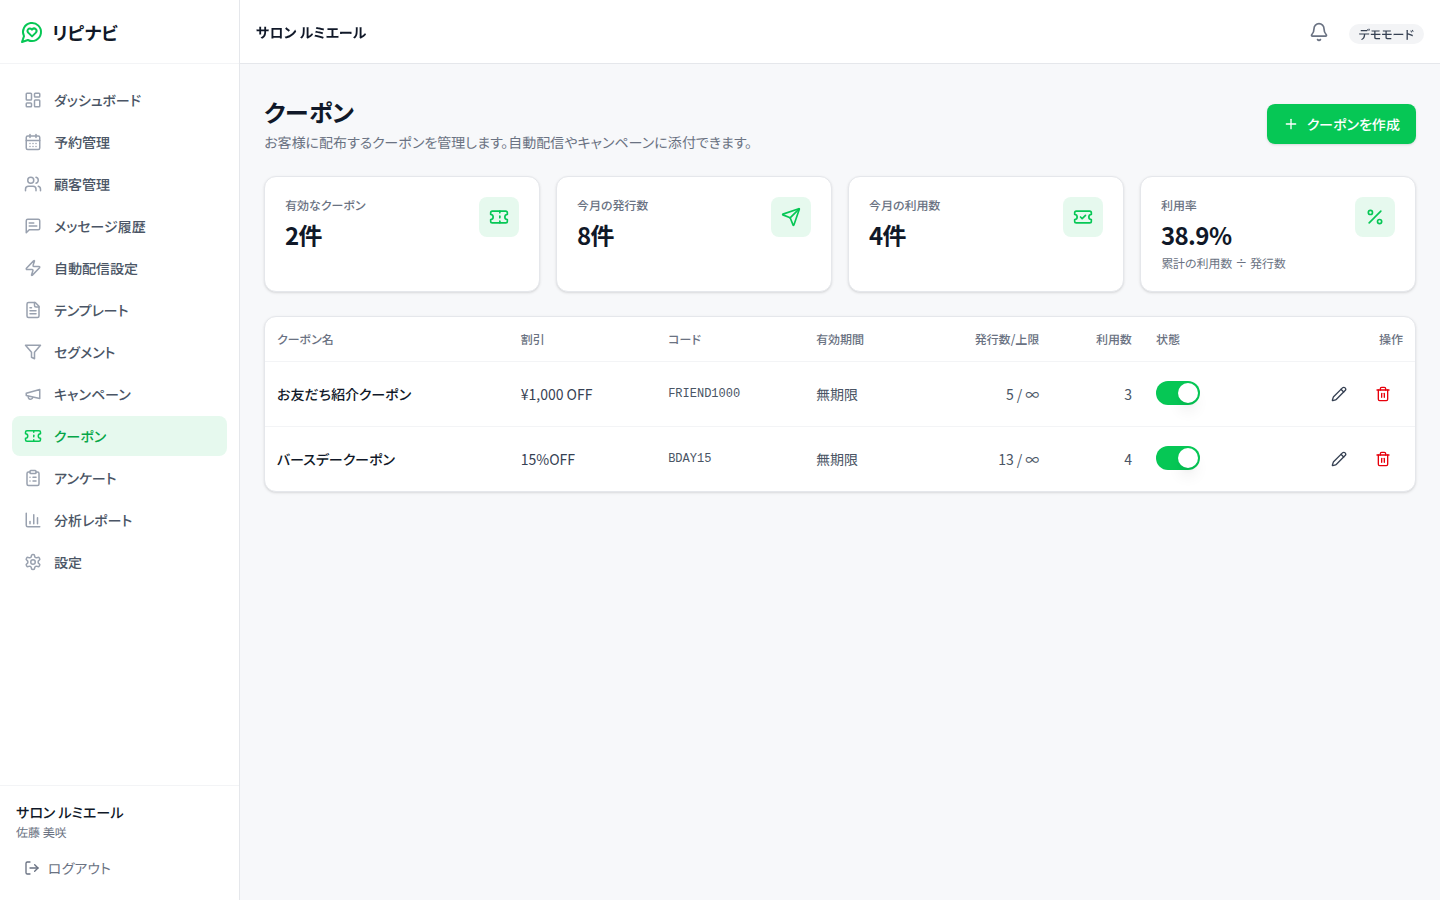 リピナビ
サロン ルミエール
デモモード
ダッシュボード
予約管理
顧客管理
メッセージ履歴
自動配信設定
テンプレート
セグメント
キャンペーン
クーポン
アンケート
分析レポート
設定
サロン ルミエール
佐藤 美咲
ログアウト
クーポン
お客様に配布するクーポンを管理します。自動配信やキャンペーンに添付できます。
クーポンを作成
有効なクーポン
2件
今月の発行数
8件
今月の利用数
4件
利用率
38.9%
累計の利用数 ÷ 発行数
クーポン名 割引 コード 有効期間 発行数/上限 利用数 状態 操作
お友だち紹介クーポン ¥1,000 OFF FRIEND1000 無期限 5 / ∞ 3
バースデークーポン 15%OFF BDAY15 無期限 13 / ∞ 4